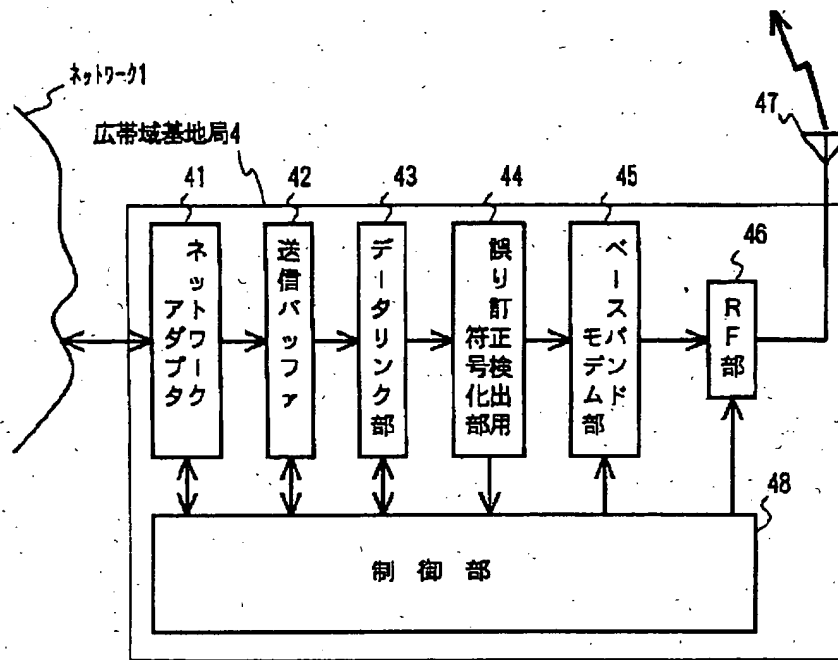 ネットワーク1
広帯域基地局4
47
41
42
43
44
45
46
ネットワーク
アダプタ
送信バッファ
データリンク部
誤り訂正検出用
符号化部
ベースバンド
モデム部
RF部
48
制御部